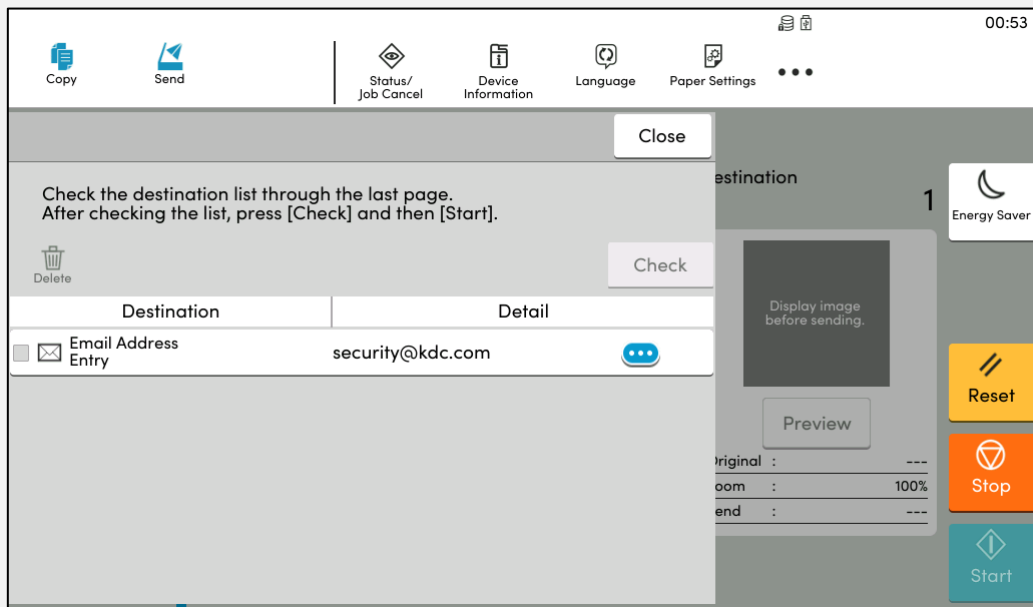 00:53
Copy
Send
Status/
Job Cancel
Device
Information
Language
Paper Settings
Close
Check the destination list through the last page.
After checking the list, press [Check] and then [Start].
Delete
Check
Destination
Detail
Email Address
Entry
security@kdc.com
estination
1
Display image
before sending.
Preview
Original : ---
oom : 100%
end : ---
Energy Saver
Reset
Stop
Start